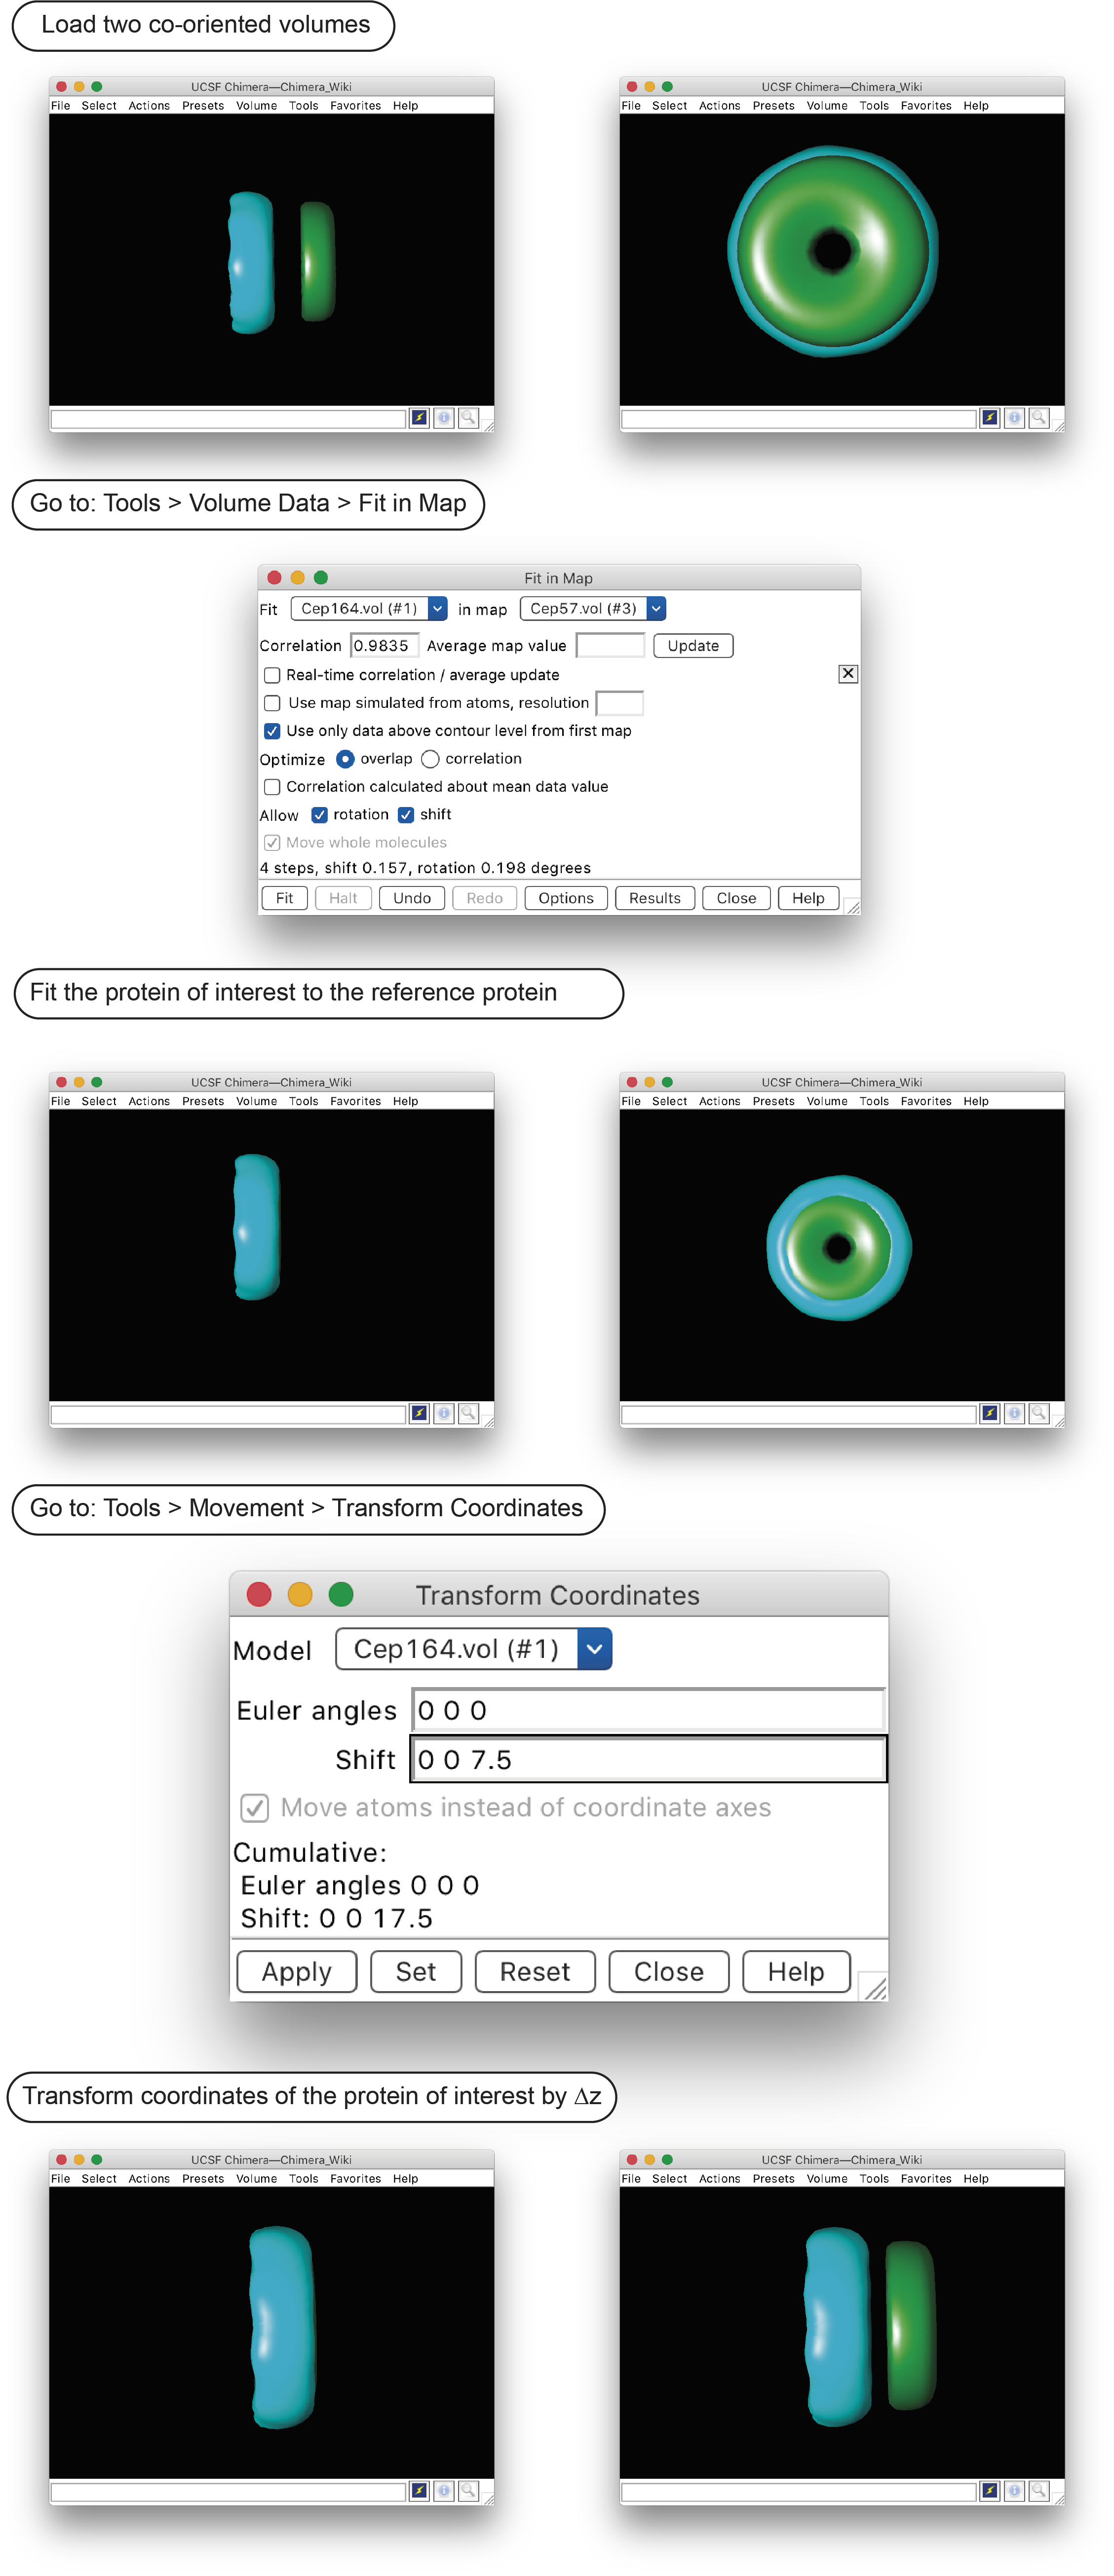 Load two co-oriented volumes
UCSF Chimera—Chimera_Wiki
File Select Actions Presets Volume Tools Favorites Help
UCSF Chimera—Chimera_Wiki
File Select Actions Presets Volume Tools Favorites Help
Go to: Tools > Volume Data > Fit in Map
Fit in Map
Fit Cep164.vol (#1) in map Cep57.vol (#3)
Correlation 0.9835 Average map value Update
Real-time correlation / average update
Use map simulated from atoms, resolution
Use only data above contour level from first map
Optimize overlap correlation
Correlation calculated about mean data value
Allow rotation shift
Move whole molecules
4 steps, shift 0.157, rotation 0.198 degrees
Fit Halt Undo Redo Options Results Close Help
Fit the protein of interest to the reference protein
UCSF Chimera—Chimera_Wiki
File Select Actions Presets Volume Tools Favorites Help
UCSF Chimera—Chimera_Wiki
File Select Actions Presets Volume Tools Favorites Help
Go to: Tools > Movement > Transform Coordinates
Transform Coordinates
Model Cep164.vol (#1)
Euler angles 0 0 0
Shift 0 0 7.5
Move atoms instead of coordinate axes
Cumulative:
Euler angles 0 0 0
Shift: 0 0 17.5
Apply Set Reset Close Help
Transform coordinates of the protein of interest by Δz
UCSF Chimera—Chimera_Wiki
File Select Actions Presets Volume Tools Favorites Help
UCSF Chimera—Chimera_Wiki
File Select Actions Presets Volume Tools Favorites Help